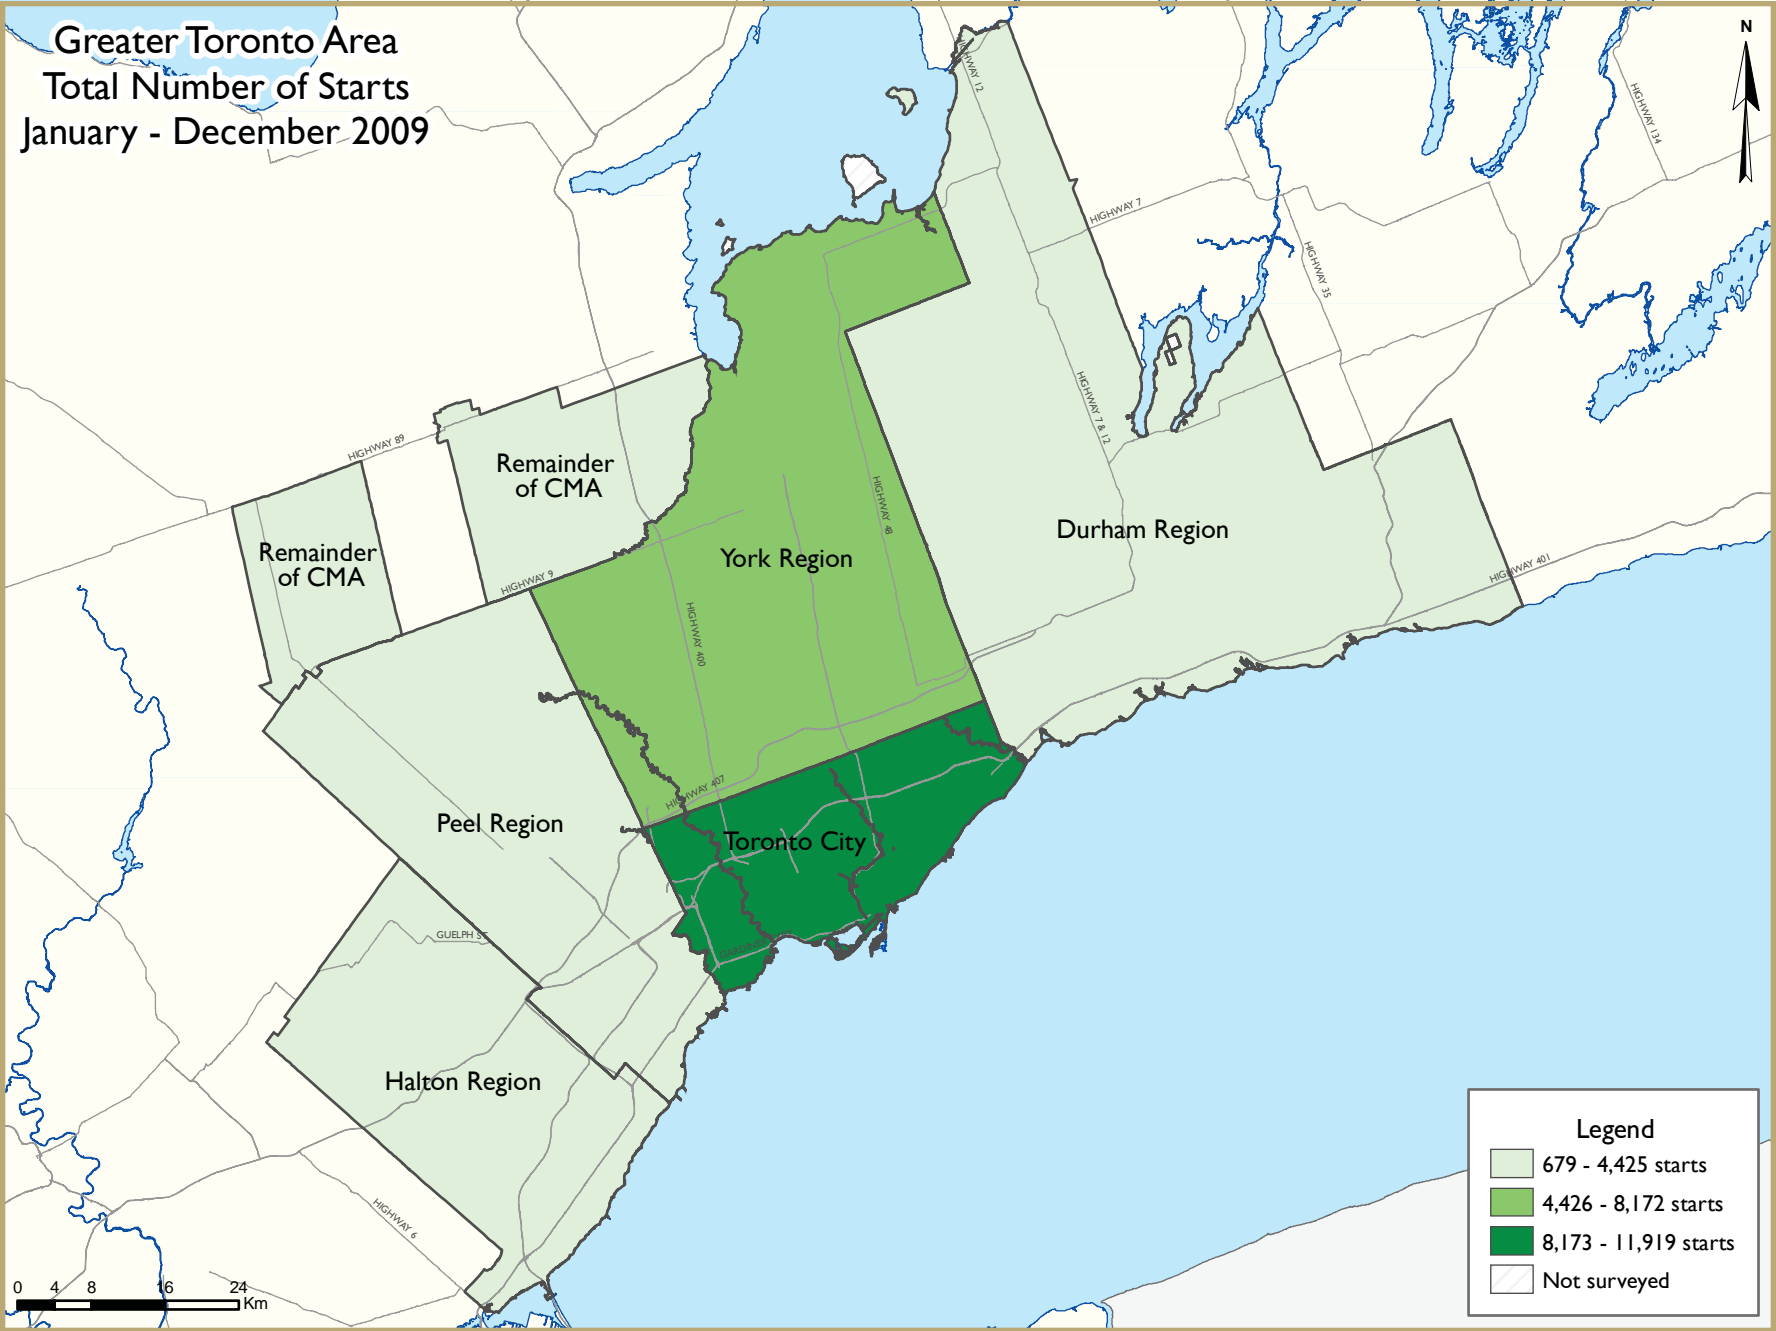 Greater Toronto Area
Total Number of Starts
January - December 2009
N
HIGHWAY 12
HIGHWAY 134
HIGHWAY 7
HIGHWAY 35
HIGHWAY 7 & 12
HIGHWAY 89
Remainder
of CMA
Remainder
of CMA
HIGHWAY 48
York Region
Durham Region
HIGHWAY 9
HIGHWAY 401
HIGHWAY 400
HIGHWAY 407
Peel Region
Toronto City
GUELPH ST
Halton Region
HIGHWAY 6
0 4 8 16 24
Km
Legend
679 - 4,425 starts
4,426 - 8,172 starts
8,173 - 11,919 starts
Not surveyed